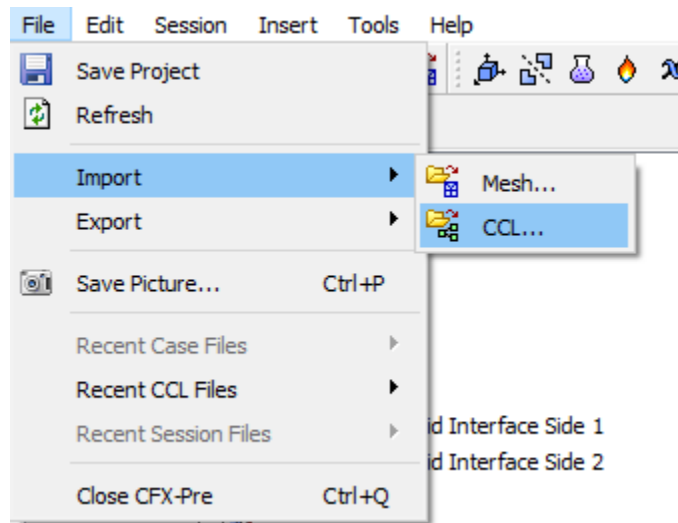 File Edit Session Insert Tools Help
Save Project
Refresh
Import
Mesh...
Export
CCL...
Save Picture... Ctrl+P
Recent Case Files
Recent CCL Files
id Interface Side 1
Recent Session Files
id Interface Side 2
Close CFX-Pre Ctrl+Q